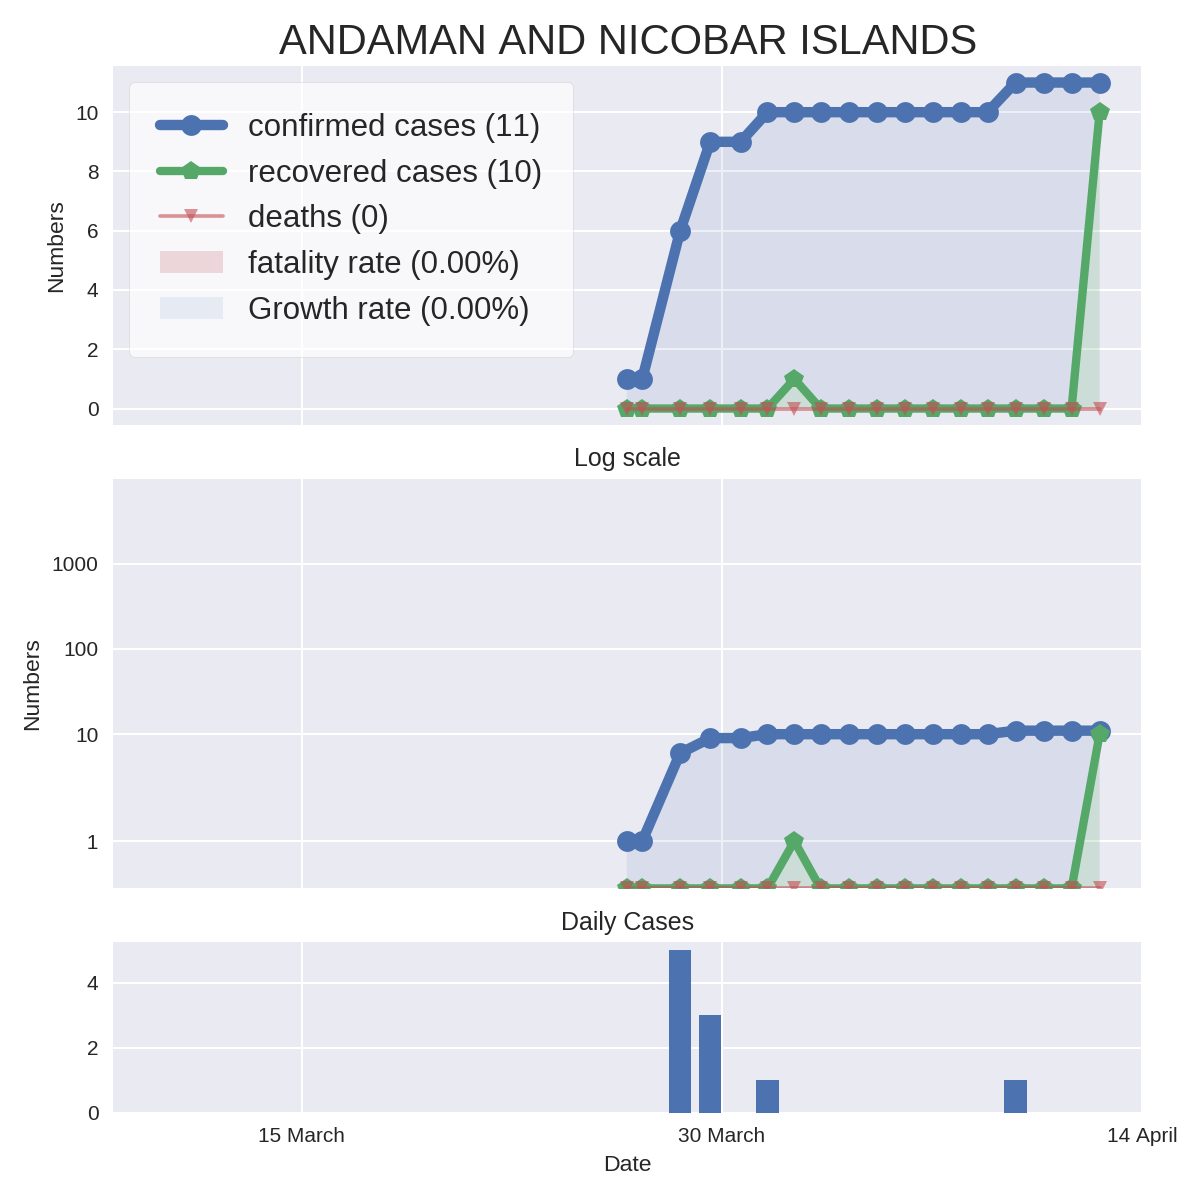 ANDAMAN AND NICOBAR ISLANDS
confirmed cases (11)
recovered cases (10)
deaths (0)
fatality rate (0.00%)
Growth rate (0.00%)
Numbers
10
8
6
4
2
0
Log scale
Numbers
1000
100
10
1
Daily Cases
4
2
0
15 March
30 March
14 April
Date